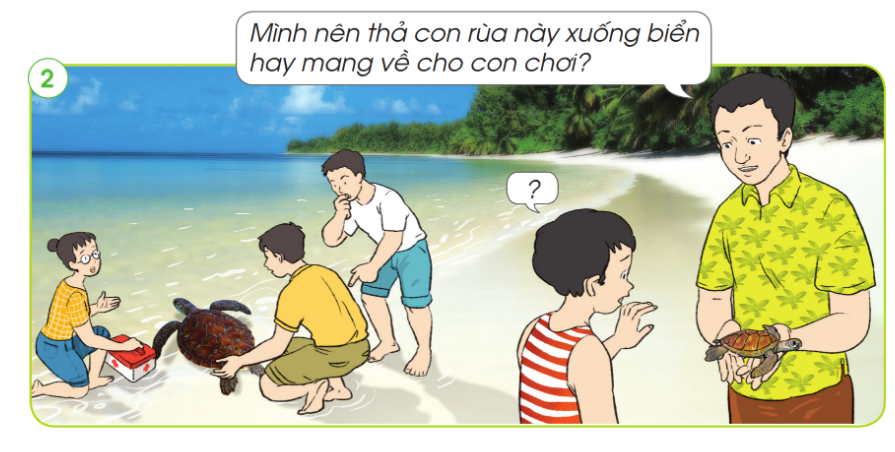 Mình nên thả con rùa này xuống biển
hay mang về cho con chơi?
2
?